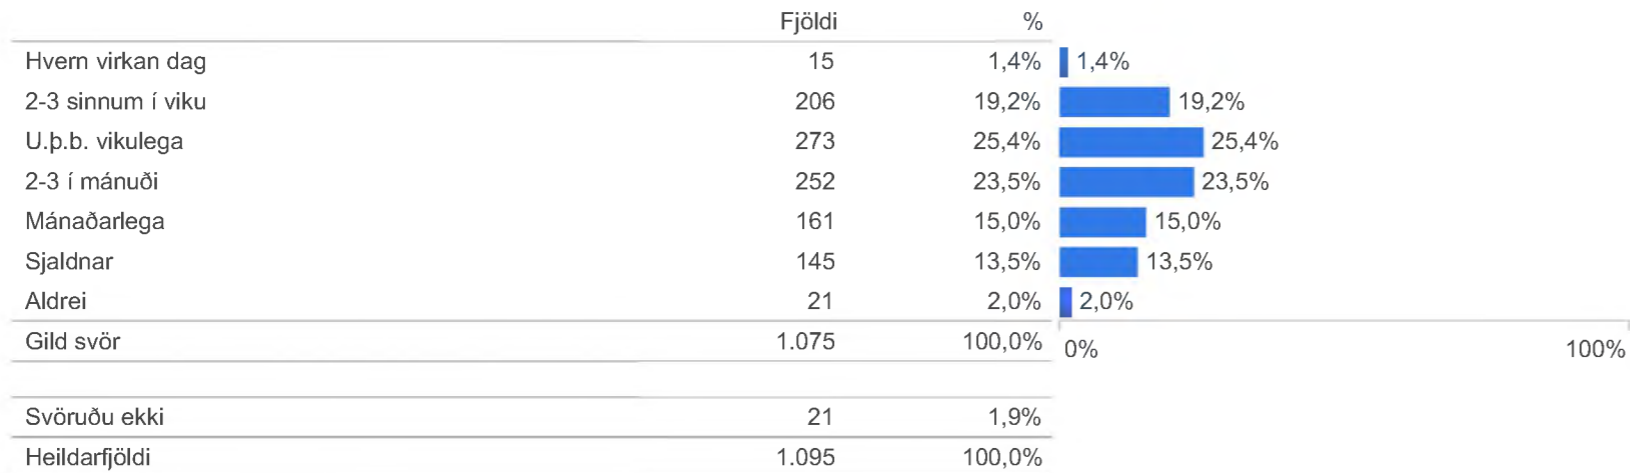 Fjöldi %
Hvern virkan dag 15 1,4% 1,4%
2-3 sinnum í viku 206 19,2% 19,2%
U.þ.b. vikulega 273 25,4% 25,4%
2-3 í mánuði 252 23,5% 23,5%
Mánaðarlega 161 15,0% 15,0%
Sjaldnar 145 13,5% 13,5%
Aldrei 21 2,0% 2,0%
Gild svör 1.075 100,0% 0% 100%
Svöruðu ekki 21 1,9%
Heildarfjöldi 1.095 100,0%